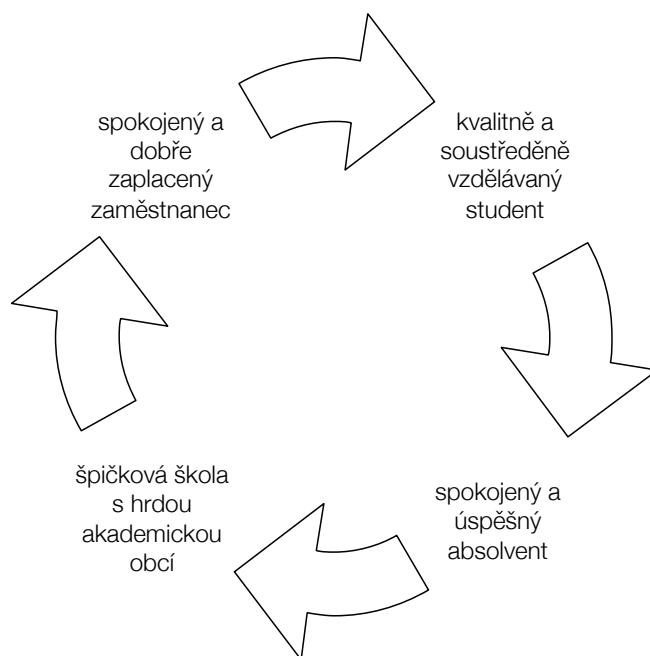 spokojený a
dobře
zaplacený
zaměstnanec
kvalitně a
soustředěně
vzdělávaný
student
špičková škola
s hrdou
akademickou
obcí
spokojený a
úspěšný
absolvent